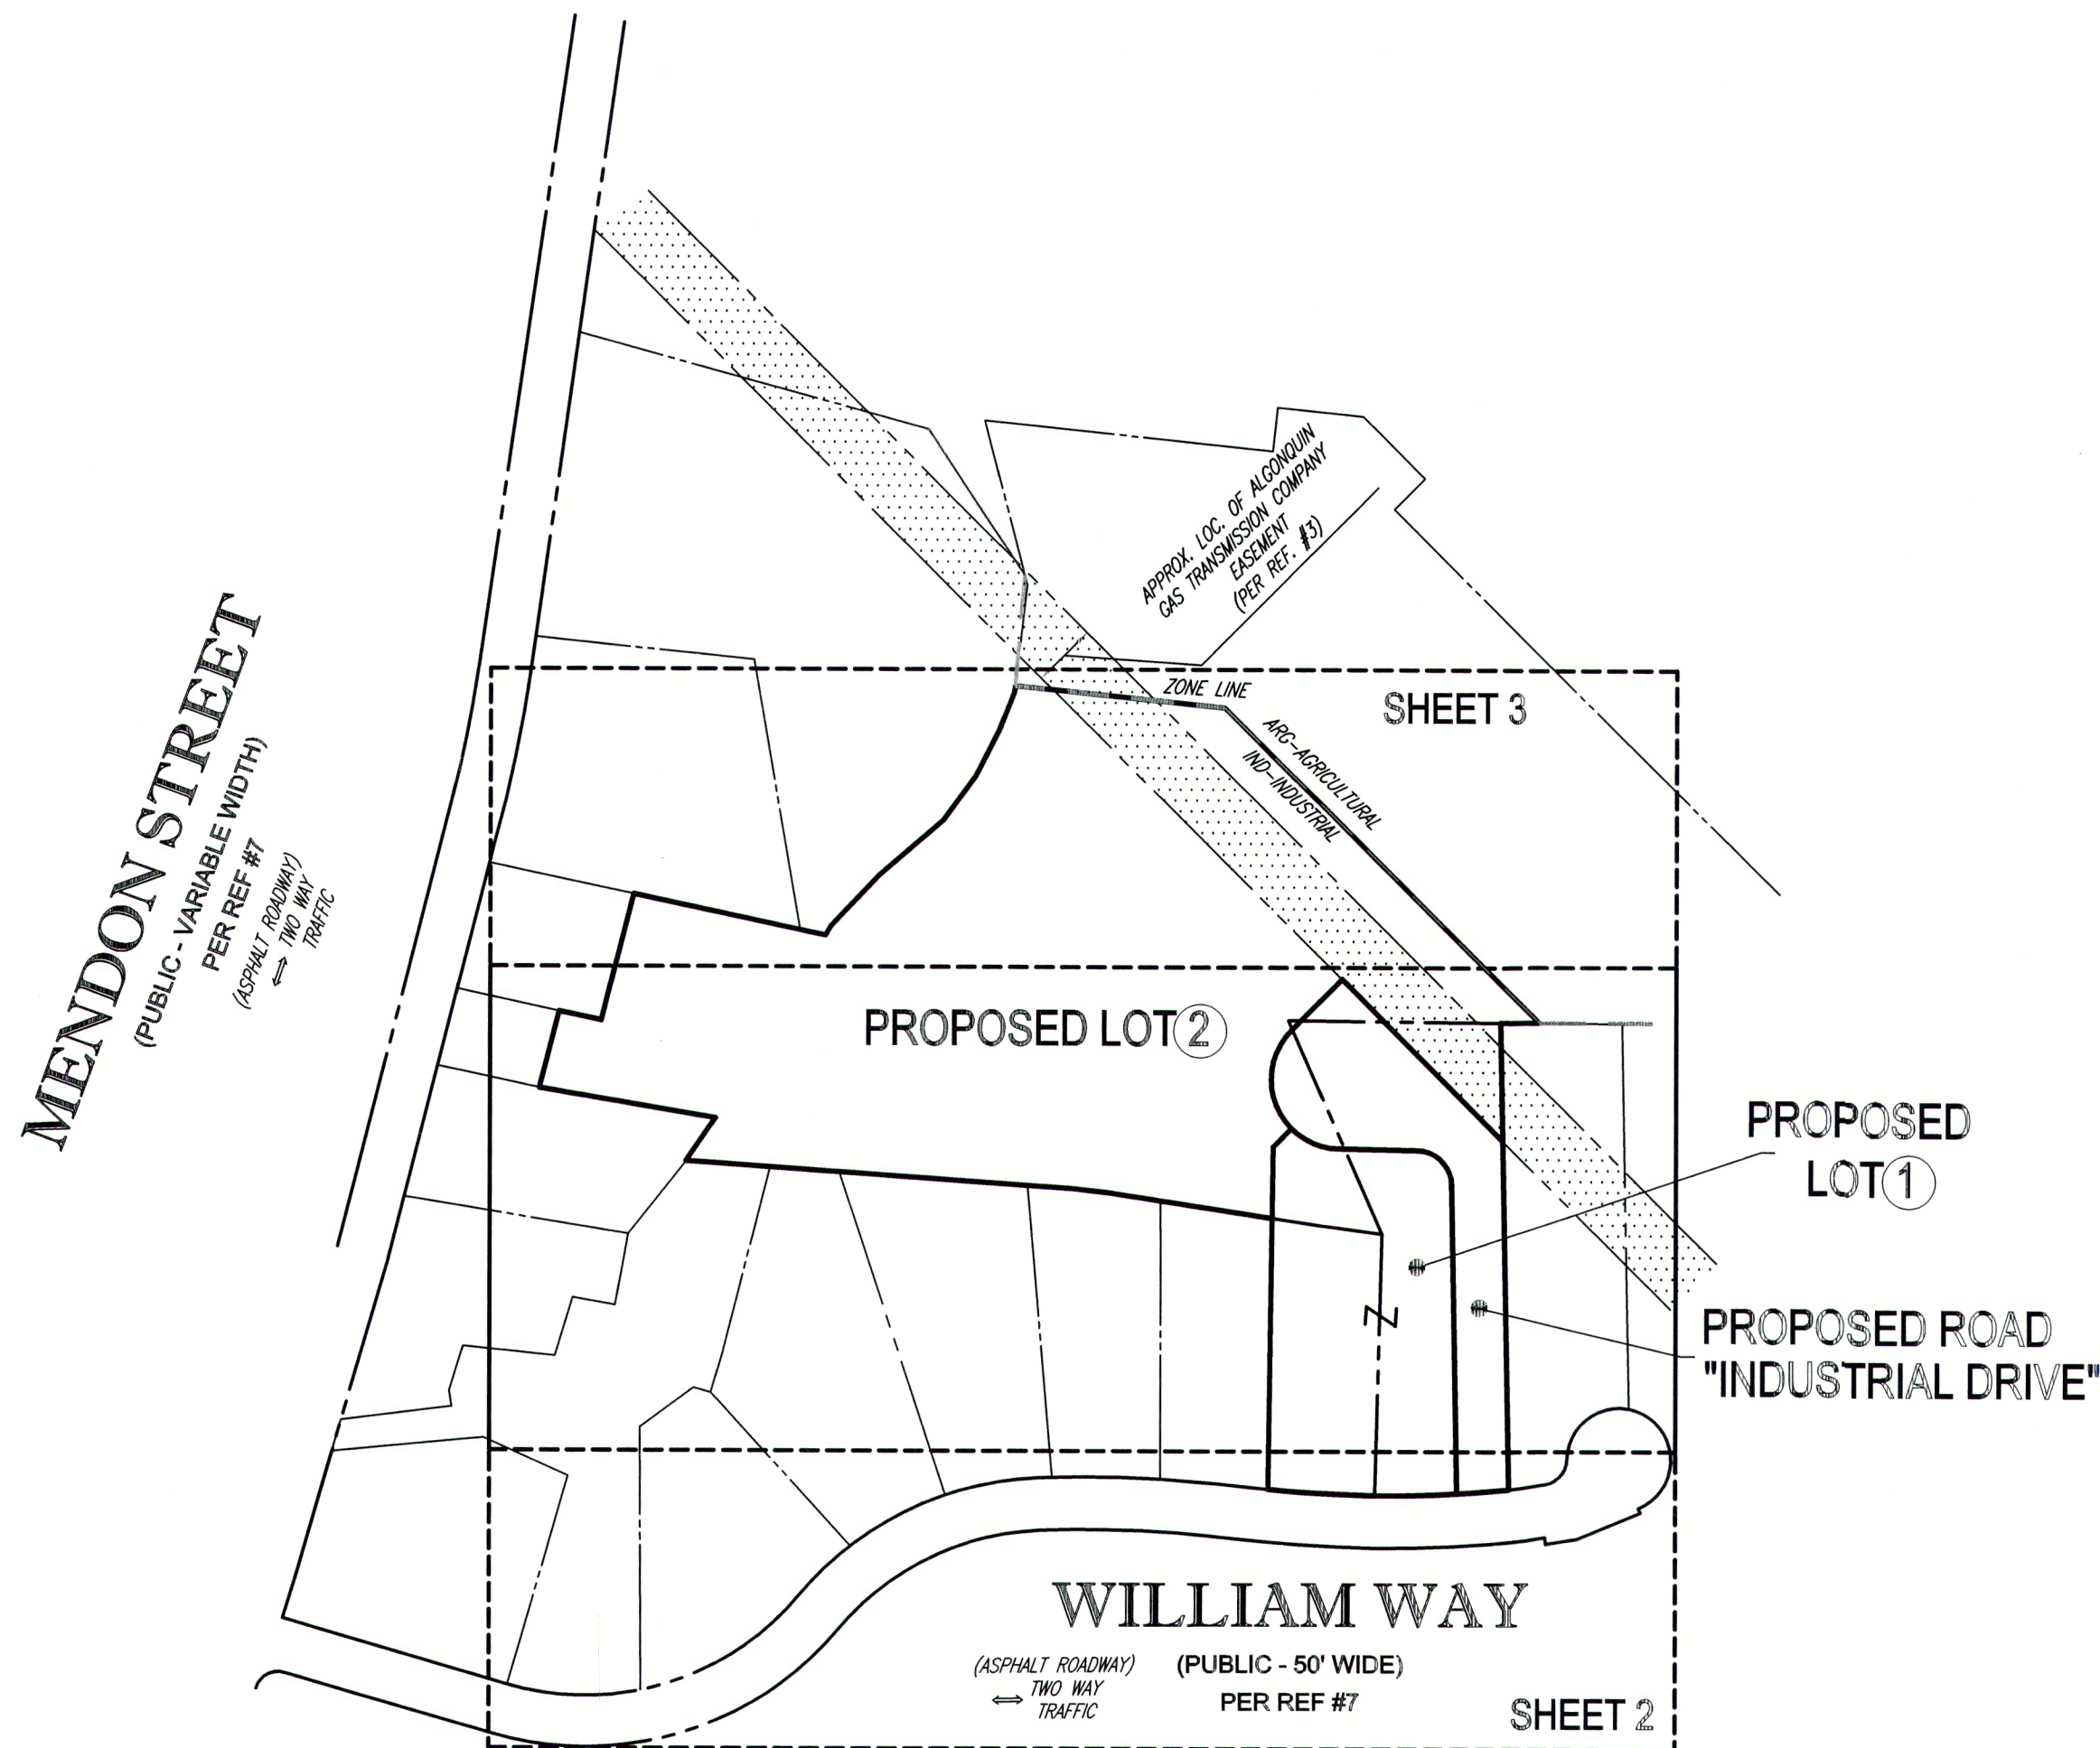 APPROX. LOC. OF ALGONQUIN
GAS TRANSMISSION COMPANY
EASEMENT
(PER REF. #3)
MENDON STREET
(PUBLIC - VARIABLE WIDTH)
PER REF #7
(ASPHALT ROADWAY)
⇔ TWO WAY
TRAFFIC
ZONE LINE
SHEET 3
ARG-AGRICULTURAL
IND-INDUSTRIAL
PROPOSED LOT 2
PROPOSED
LOT 1
PROPOSED ROAD
"INDUSTRIAL DRIVE"
Z
WILLIAM WAY
(ASPHALT ROADWAY)
⇔ TWO WAY
TRAFFIC
(PUBLIC - 50' WIDE)
PER REF #7
SHEET 2